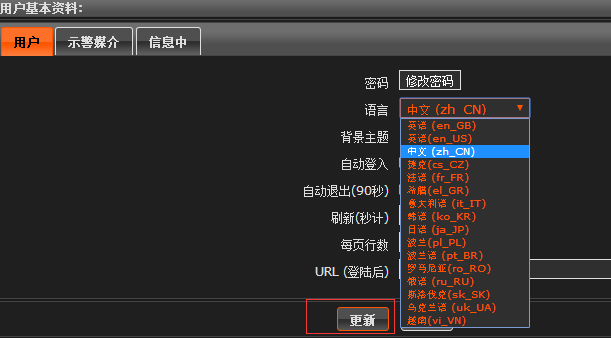 用户基本资料:
用户 示警媒介 信息中
密码 修改密码
语言 中文 (zh_CN)
英语 (en_GB)
背景主题
英语(en_US)
中文 (zh_CN)
自动登入
捷克(cs_CZ)
法语 (fr_FR)
自动退出(90秒)
希腊(el_GR)
意大利语 (it_IT)
刷新(秒计)
韩语 (ko_KR)
日语 (ja_JP)
每页行数
波兰(pl_PL)
波兰语 (pt_BR)
URL (登陆后)
罗马尼亚(ro_RO)
俄语 (ru_RU)
斯洛伐克(sk_SK)
更新
乌克兰语 (uk_UA)
越南(vi_VN)